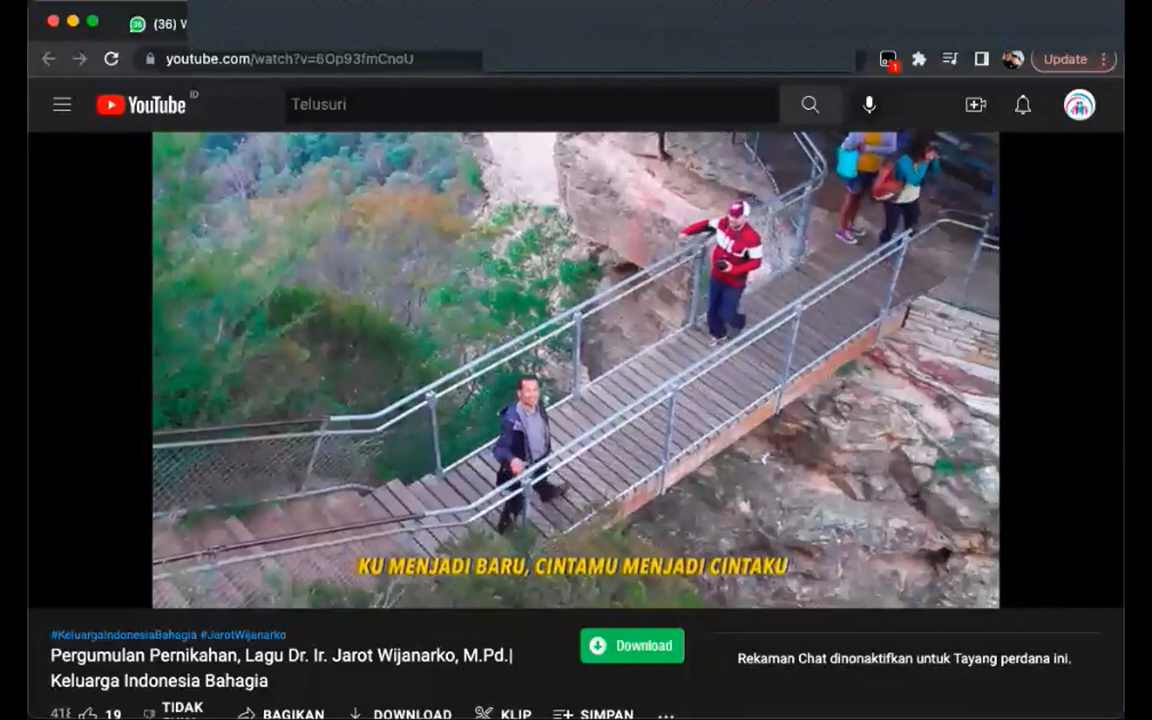 (36)
youtube.com/watch?v=6Op93fmCnoU
1
Update
YouTube ID
Telusuri
KU MENJADI BARU, CINTAMU MENJADI CINTAKU
#KeluargaIndonesiaBahagia #JarotWijanarko
Pergumulan Pernikahan, Lagu Dr. Ir. Jarot Wijanarko, M.Pd.|
Keluarga Indonesia Bahagia
Download
Rekaman Chat dinonaktifkan untuk Tayang perdana ini.
19
TIDAK
BAGIKAN
DOWNLOAD
KLIP
SIMPAN